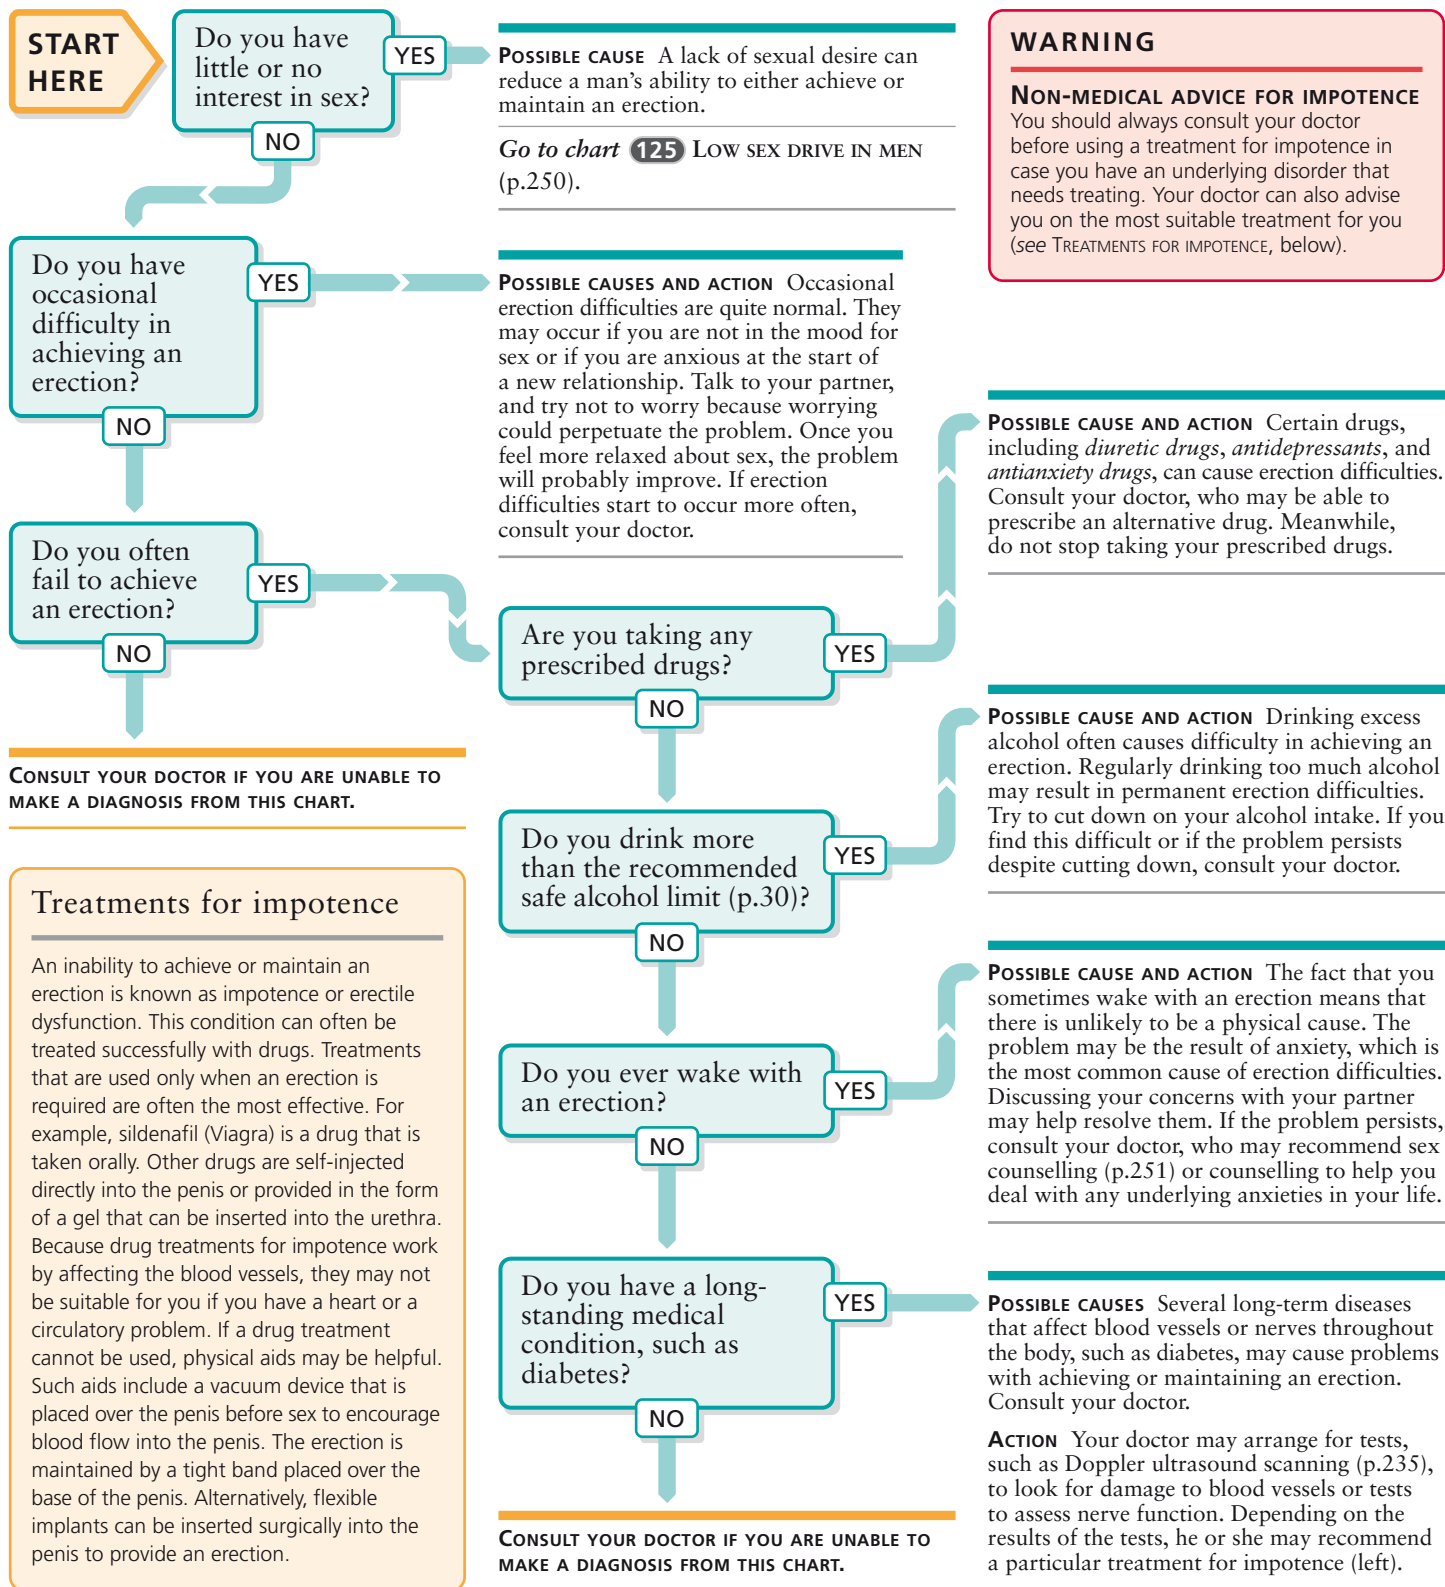 START
HERE
Do you have
little or no
interest in sex?
YES
NO
POSSIBLE CAUSE A lack of sexual desire can
reduce a man's ability to either achieve or
maintain an erection.
Go to chart 125 LOW SEX DRIVE IN MEN
(p.250).
WARNING
NON-MEDICAL ADVICE FOR IMPOTENCE
You should always consult your doctor
before using a treatment for impotence in
case you have an underlying disorder that
needs treating. Your doctor can also advise
you on the most suitable treatment for you
(see TREATMENTS FOR IMPOTENCE, below).
Do you have
occasional
difficulty in
achieving an
erection?
YES
NO
POSSIBLE CAUSES AND ACTION Occasional
erection difficulties are quite normal. They
may occur if you are not in the mood for
sex or if you are anxious at the start of
a new relationship. Talk to your partner,
and try not to worry because worrying
could perpetuate the problem. Once you
feel more relaxed about sex, the problem
will probably improve. If erection
difficulties start to occur more often,
consult your doctor.
Do you often
fail to achieve
an erection?
YES
NO
CONSULT YOUR DOCTOR IF YOU ARE UNABLE TO
MAKE A DIAGNOSIS FROM THIS CHART.
Are you taking any
prescribed drugs?
YES
NO
POSSIBLE CAUSE AND ACTION Certain drugs,
including diuretic drugs, antidepressants, and
antianxiety drugs, can cause erection difficulties.
Consult your doctor, who may be able to
prescribe an alternative drug. Meanwhile,
do not stop taking your prescribed drugs.
Do you drink more
than the recommended
safe alcohol limit (p.30)?
YES
NO
POSSIBLE CAUSE AND ACTION Drinking excess
alcohol often causes difficulty in achieving an
erection. Regularly drinking too much alcohol
may result in permanent erection difficulties.
Try to cut down on your alcohol intake. If you
find this difficult or if the problem persists
despite cutting down, consult your doctor.
Do you ever wake with
an erection?
YES
NO
POSSIBLE CAUSE AND ACTION The fact that you
sometimes wake with an erection means that
there is unlikely to be a physical cause. The
problem may be the result of anxiety, which is
the most common cause of erection difficulties.
Discussing your concerns with your partner
may help resolve them. If the problem persists,
consult your doctor, who may recommend sex
counselling (p.251) or counselling to help you
deal with any underlying anxieties in your life.
Do you have a long-
standing medical
condition, such as
diabetes?
YES
NO
POSSIBLE CAUSES Several long-term diseases
that affect blood vessels or nerves throughout
the body, such as diabetes, may cause problems
with achieving or maintaining an erection.
Consult your doctor.
ACTION Your doctor may arrange for tests,
such as Doppler ultrasound scanning (p.235),
to look for damage to blood vessels or tests
to assess nerve function. Depending on the
results of the tests, he or she may recommend
a particular treatment for impotence (left).
CONSULT YOUR DOCTOR IF YOU ARE UNABLE TO
MAKE A DIAGNOSIS FROM THIS CHART.
Treatments for impotence
An inability to achieve or maintain an
erection is known as impotence or erectile
dysfunction. This condition can often be
treated successfully with drugs. Treatments
that are used only when an erection is
required are often the most effective. For
example, sildenafil (Viagra) is a drug that is
taken orally. Other drugs are self-injected
directly into the penis or provided in the form
of a gel that can be inserted into the urethra.
Because drug treatments for impotence work
by affecting the blood vessels, they may not
be suitable for you if you have a heart or a
circulatory problem. If a drug treatment
cannot be used, physical aids may be helpful.
Such aids include a vacuum device that is
placed over the penis before sex to encourage
blood flow into the penis. The erection is
maintained by a tight band placed over the
base of the penis. Alternatively, flexible
implants can be inserted surgically into the
penis to provide an erection.